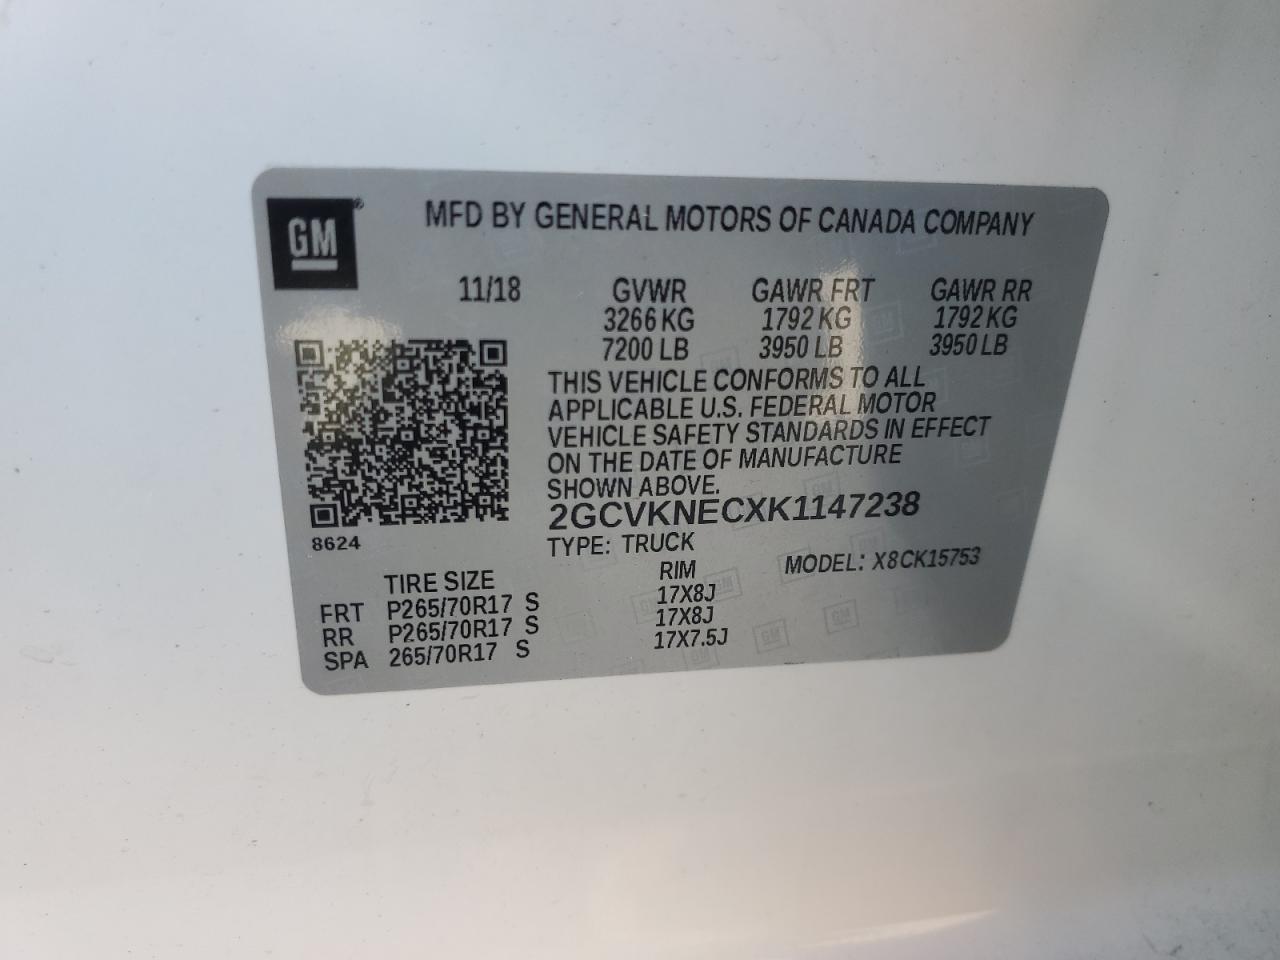 GM®
MFD BY GENERAL MOTORS OF CANADA COMPANY
11/18 GVWR GAWR FRT GAWR RR
3266 KG 1792 KG 1792 KG
7200 LB 3950 LB 3950 LB
THIS VEHICLE CONFORMS TO ALL
APPLICABLE U.S. FEDERAL MOTOR
VEHICLE SAFETY STANDARDS IN EFFECT
ON THE DATE OF MANUFACTURE
SHOWN ABOVE.
2GCVKNECXK1147238
8624
TYPE: TRUCK MODEL: X8CK15753
TIRE SIZE RIM
FRT P265/70R17 S 17X8J
RR P265/70R17 S 17X8J
SPA 265/70R17 S 17X7.5J